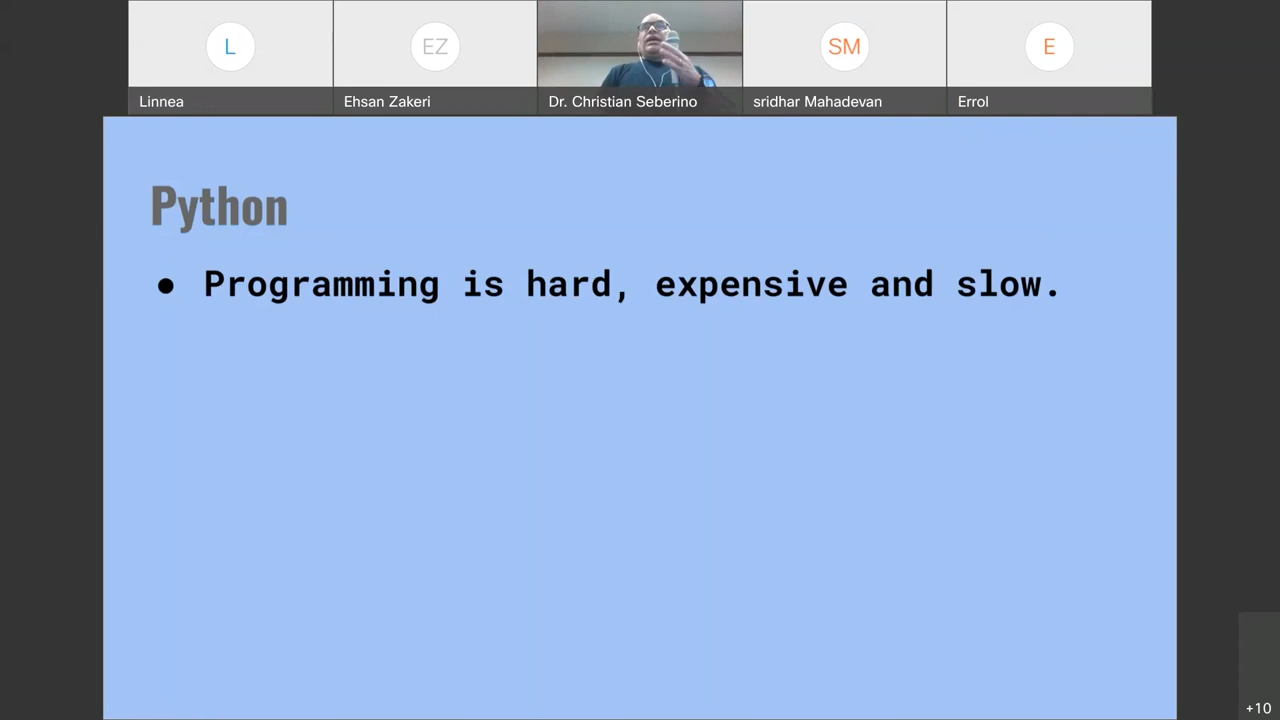 L
EZ
SM
E
Linnea
Ehsan Zakeri
Dr. Christian Seberino
sridhar Mahadevan
Errol
Python
● Programming is hard, expensive and slow.
+10